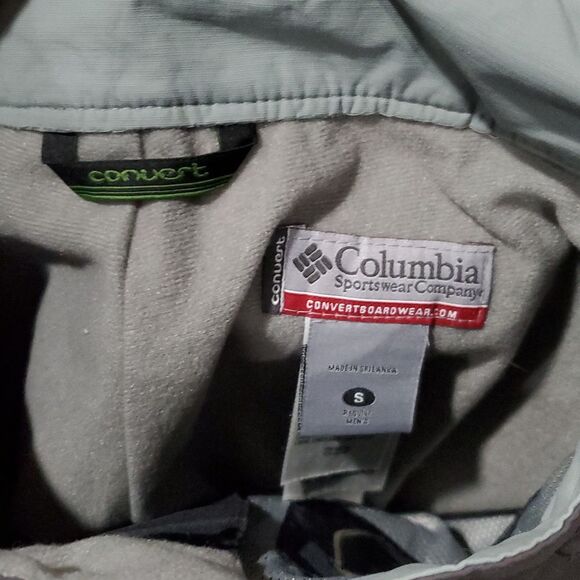 convert
convert
Columbia
Sportswear Company
CONVERTBOARDWEAR.COM
MADE IN SRI LANKA
S
MEN'S